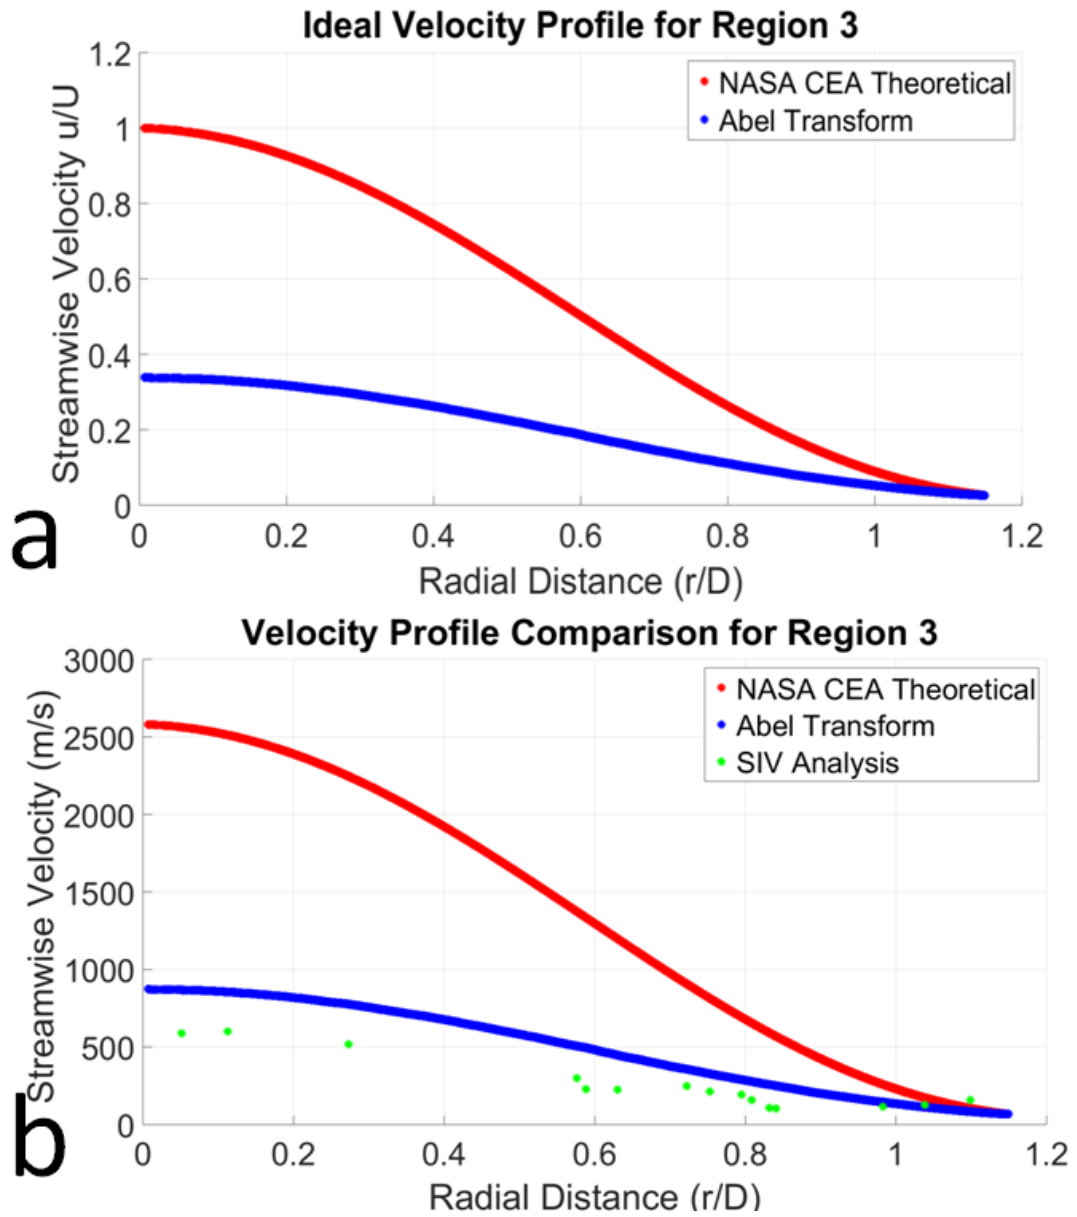 Ideal Velocity Profile for Region 3
NASA CEA Theoretical
Abel Transform
Streamwise Velocity u/U
1.2
1
0.8
0.6
0.4
0.2
0
0 0.2 0.4 0.6 0.8 1 1.2
Radial Distance (r/D)
a
Velocity Profile Comparison for Region 3
NASA CEA Theoretical
Abel Transform
SIV Analysis
Streamwise Velocity (m/s)
3000
2500
2000
1500
1000
500
0
0 0.2 0.4 0.6 0.8 1 1.2
Radial Distance (r/D)
b